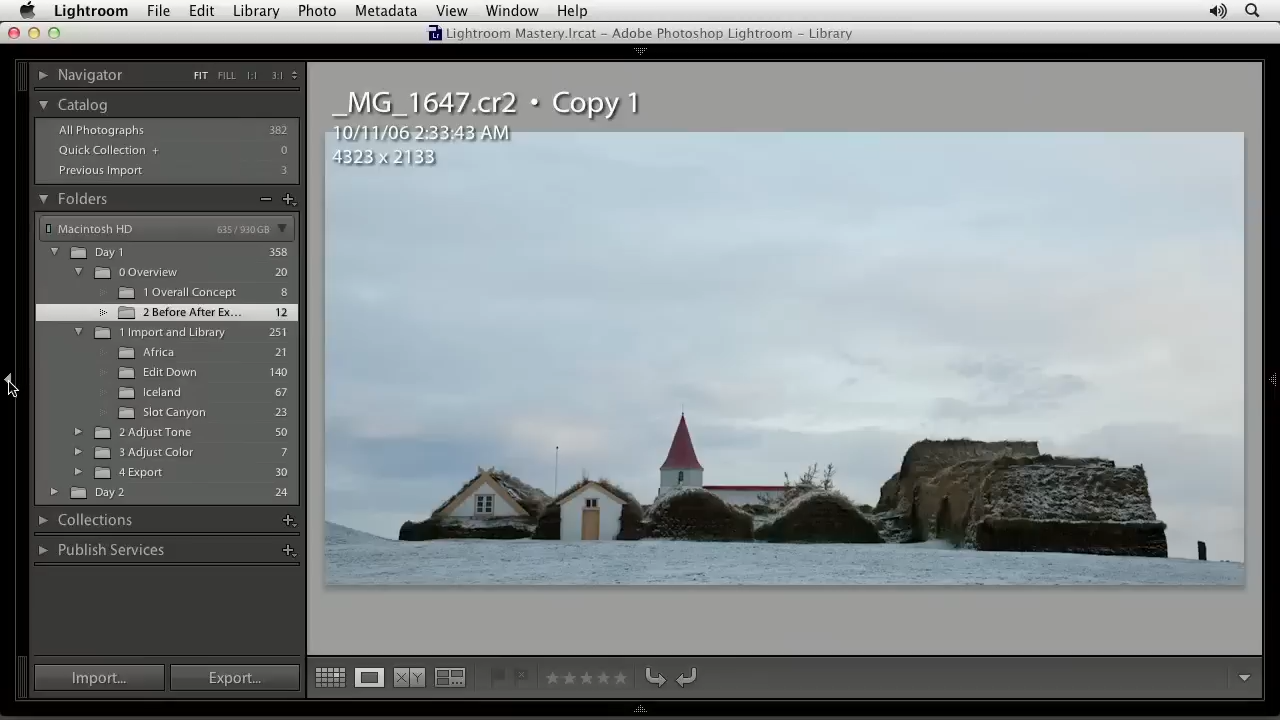 Lightroom File Edit Library Photo Metadata View Window Help
Lightroom Mastery.lrcat – Adobe Photoshop Lightroom – Library
Navigator FIT FILL 1:1 3:1
Catalog
All Photographs 382
Quick Collection + 0
Previous Import 3
Folders
Macintosh HD 635 / 930 GB
Day 1 358
0 Overview 20
1 Overall Concept 8
2 Before After Ex... 12
1 Import and Library 251
Africa 21
Edit Down 140
Iceland 67
Slot Canyon 23
2 Adjust Tone 50
3 Adjust Color 7
4 Export 30
Day 2 24
Collections
Publish Services
Import... Export...
_MG_1647.cr2 • Copy 1
10/11/06 2:33:43 AM
4323 x 2133
X Y